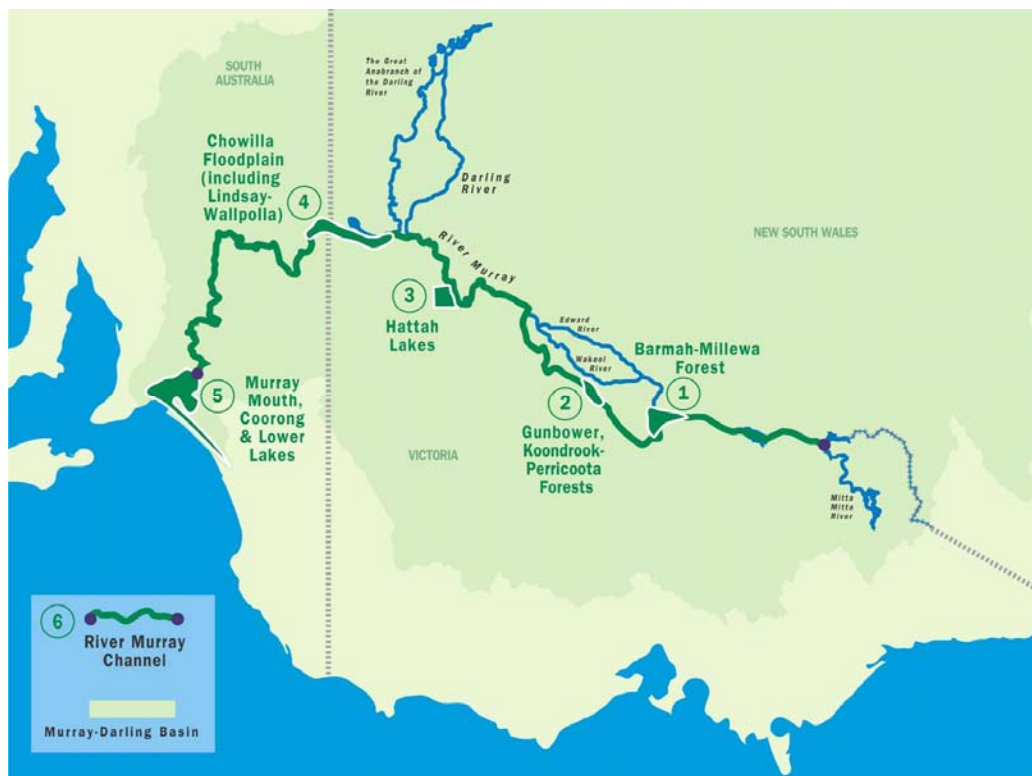 SOUTH
AUSTRALIA
The Great
Anabranch of
the Darling
River
Chowilla
Floodplain
(including
Lindsay-
Wallpolla)
4
Darling
River
River Murray
NEW SOUTH WALES
3
Hattah
Lakes
Edward
River
Wakool
River
Barmah-Millewa
Forest
1
2
Gunbower,
Koondrook-
Perricoota
Forests
5
Murray
Mouth,
Coorong
& Lower
Lakes
VICTORIA
Mitta
Mitta
River
6
River Murray
Channel
Murray-Darling Basin